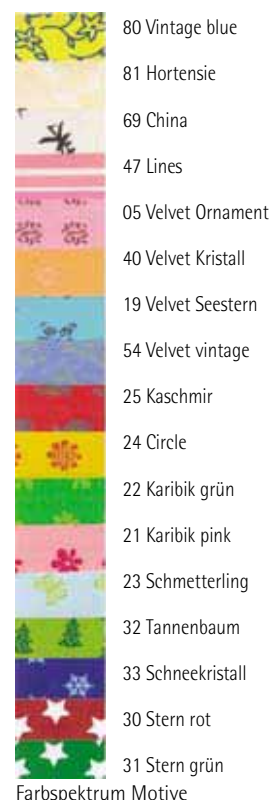 80 Vintage blue
81 Hortensie
69 China
47 Lines
05 Velvet Ornament
40 Velvet Kristall
19 Velvet Seestern
54 Velvet vintage
25 Kaschmir
24 Circle
22 Karibik grün
21 Karibik pink
23 Schmetterling
32 Tannenbaum
33 Schneekristall
30 Stern rot
31 Stern grün
Farbspektrum Motive